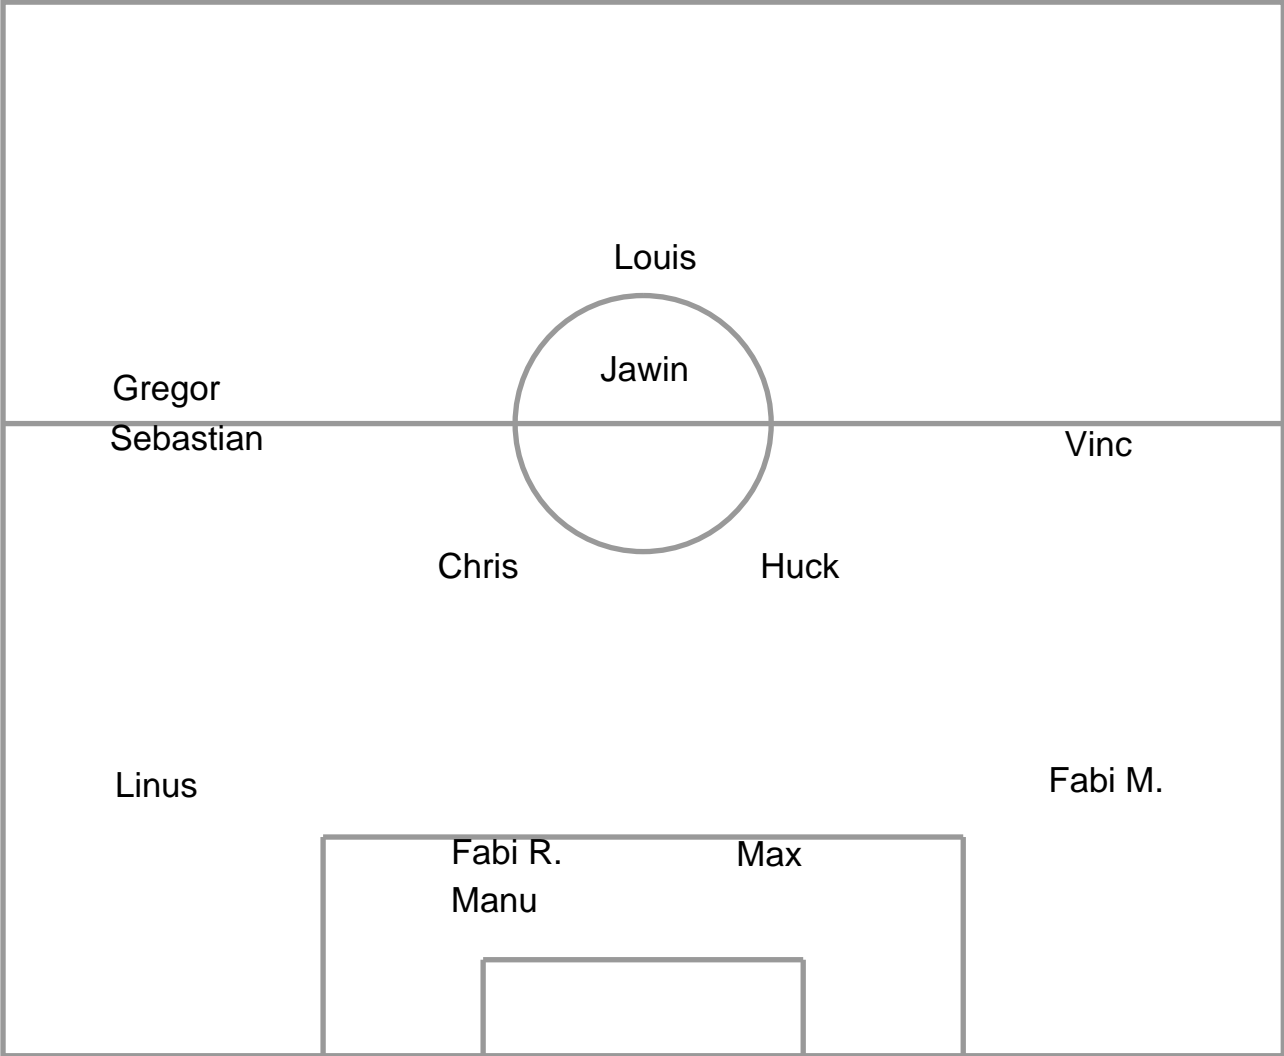 Louis
Jawin
Gregor
Sebastian
Vinc
Chris
Huck
Linus
Fabi M.
Fabi R.
Max
Manu